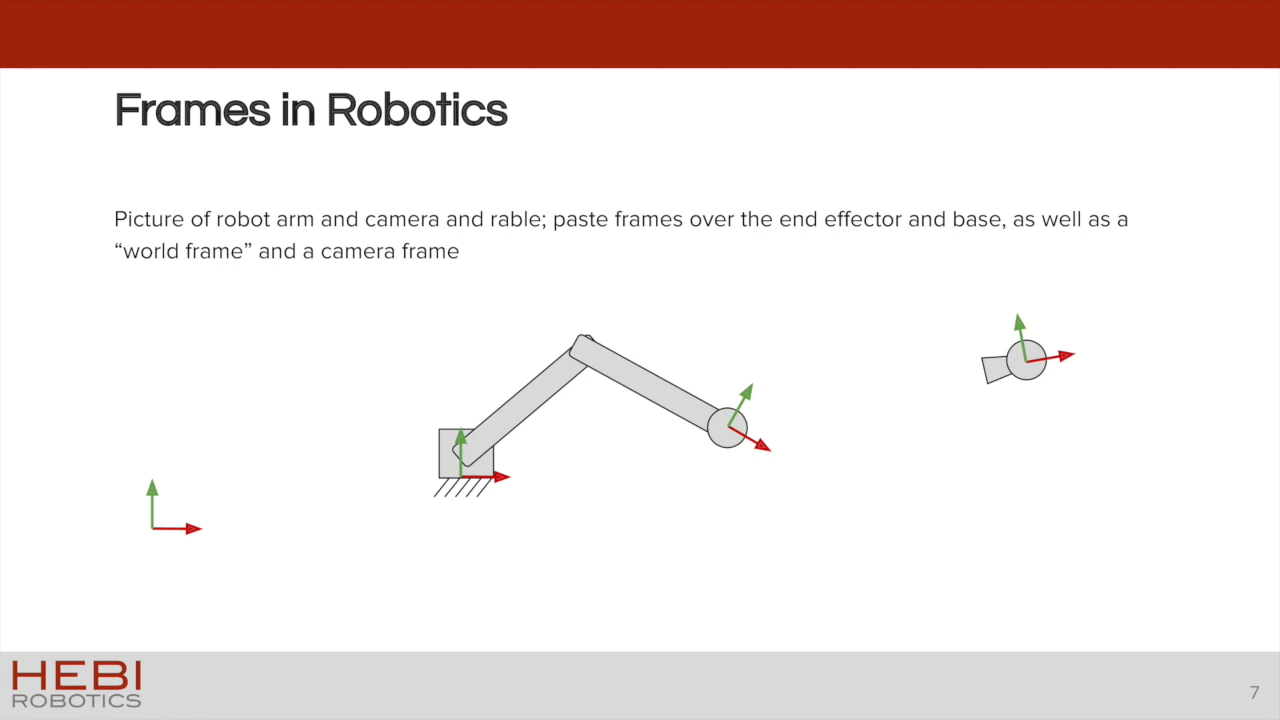 Frames in Robotics
Picture of robot arm and camera and rable; paste frames over the end effector and base, as well as a
“world frame” and a camera frame
HEBI
ROBOTICS
7